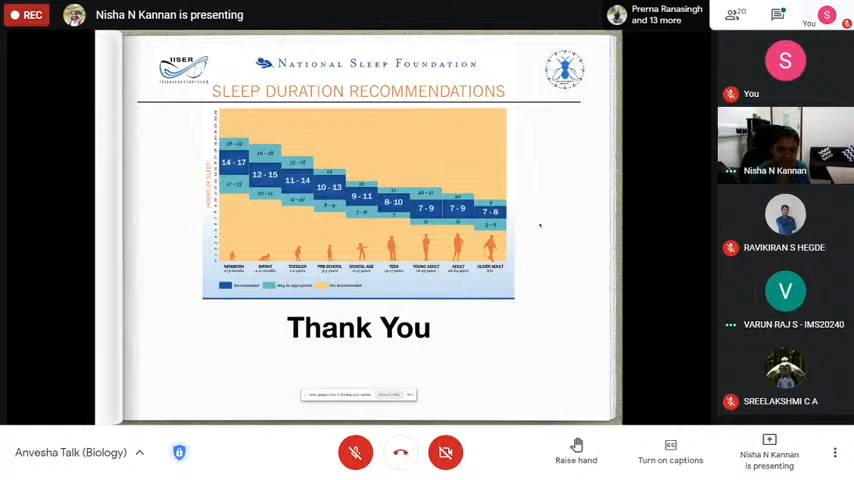 REC
Nisha N Kannan is presenting
Prerna Ranasingh
and 13 more
20
S
You
IISER
NATIONAL SLEEP FOUNDATION
SLEEP DURATION RECOMMENDATIONS
HOURS OF SLEEP
18 - 19
14 - 17
11 - 13
16 - 18
12 - 15
10 - 11
15 - 16
11 - 14
9 - 10
14
10 - 13
8 - 9
12
9 - 11
7 - 8
11
8 - 10
7
10 - 11
7 - 9
6
10
7 - 9
6
9
7 - 8
5 - 6
NEWBORN
INFANT
TODDLER
PRE-SCHOOL
SCHOOL AGE
TEEN
YOUNG ADULT
ADULT
OLDER ADULT
Recommended
May be Appropriate
Not Recommended
Thank You
S
You
Nisha N Kannan
RAVIKIRAN S HEGDE
V
VARUN RAJ S - IMS20240
SREELAKSHMI C A
Anvesha Talk (Biology)
Raise hand
Turn on captions
Nisha N Kannan
is presenting